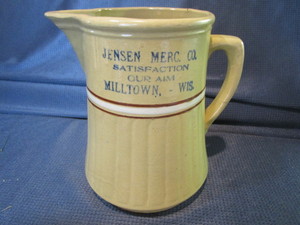 JENSEN MERC. CO.
SATISFACTION
OUR AIM
MILLTOWN, - WIS.